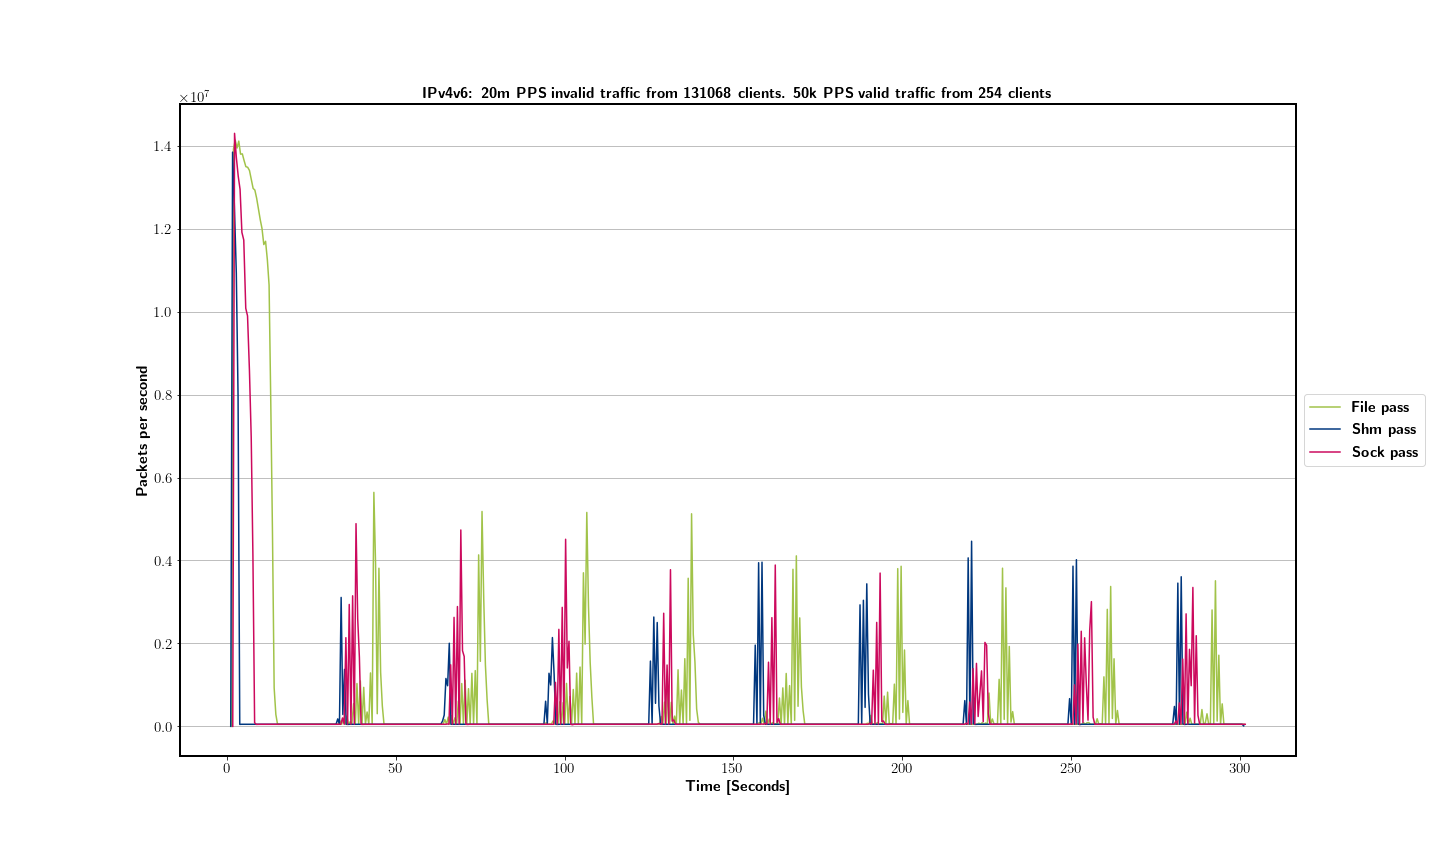 IPv4v6: 20m PPS invalid traffic from 131068 clients. 50k PPS valid traffic from 254 clients
×10⁷
1.4
1.2
1.0
0.8
0.6
0.4
0.2
0.0
Packets per second
0 50 100 150 200 250 300
Time [Seconds]
File pass
Shm pass
Sock pass